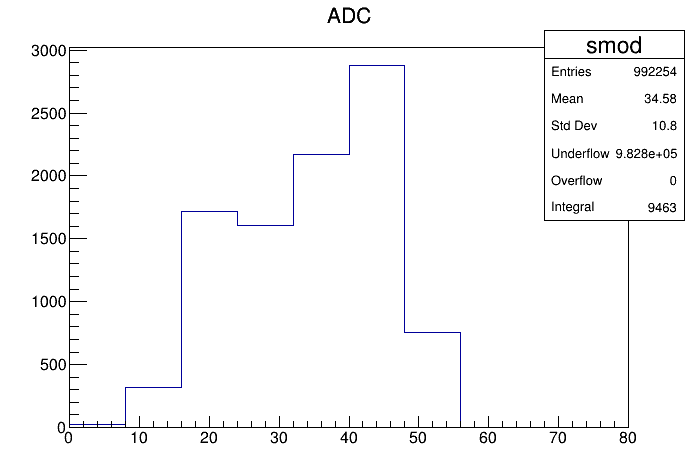 ADC
smod
Entries 992254
Mean 34.58
Std Dev 10.8
Underflow 9.828e+05
Overflow 0
Integral 9463
3000
2500
2000
1500
1000
500
0
0 10 20 30 40 50 60 70 80